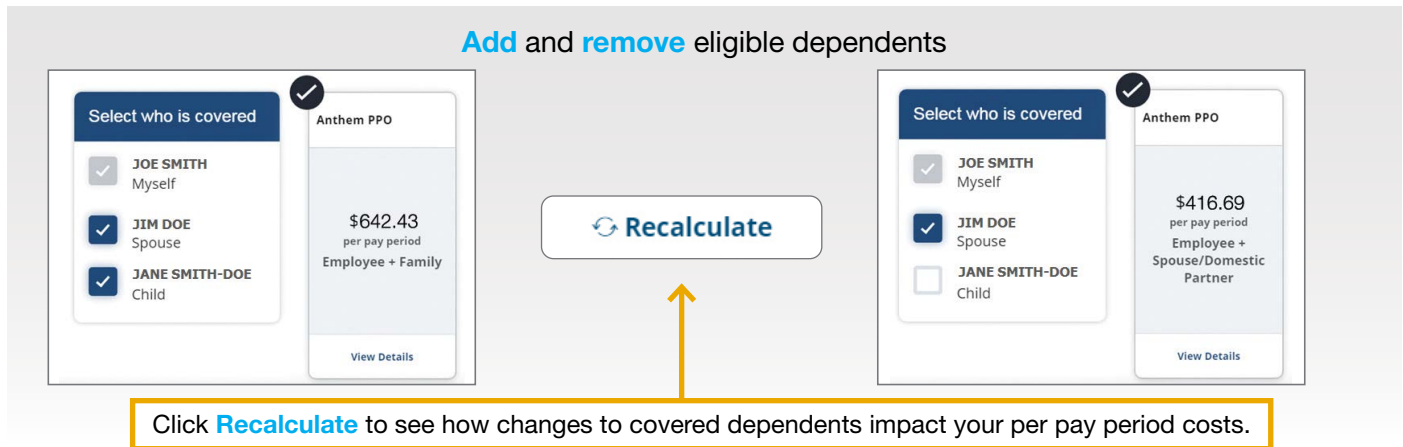 Add and remove eligible dependents
Select who is covered
JOE SMITH
Myself
JIM DOE
Spouse
JANE SMITH-DOE
Child
Anthem PPO
$642.43
per pay period
Employee + Family
View Details
Recalculate
Select who is covered
JOE SMITH
Myself
JIM DOE
Spouse
JANE SMITH-DOE
Child
Anthem PPO
$416.69
per pay period
Employee +
Spouse/Domestic
Partner
View Details
Click Recalculate to see how changes to covered dependents impact your per pay period costs.